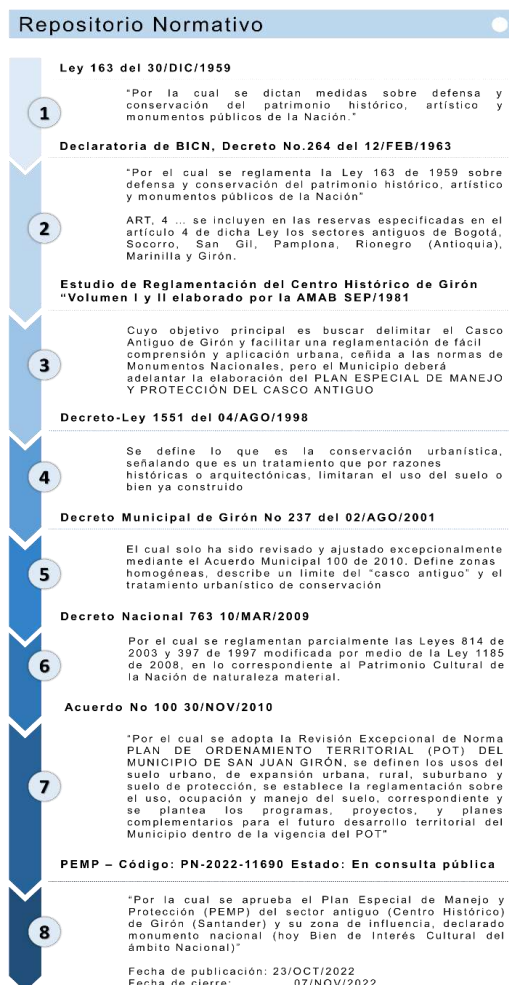 Repositorio Normativo
Ley 163 del 30/DIC/1959
1
"Por la cual se dictan medidas sobre defensa y
conservación del patrimonio histórico, artístico y
monumentos públicos de la Nación."
Declaratoria de BICN, Decreto No.264 del 12/FEB/1963
2
"Por el cual se reglamenta la Ley 163 de 1959 sobre
defensa y conservación del patrimonio histórico, artístico
y monumentos públicos de la Nación"
ART, 4 ... se incluyen en las reservas especificadas en el
artículo 4 de dicha Ley los sectores antiguos de Bogotá,
Socorro, San Gil, Pamplona, Rionegro (Antioquia),
Marinilla y Girón.
Estudio de Reglamentación del Centro Histórico de Girón
"Volumen I y II elaborado por la AMAB SEP/1981
3
Cuyo objetivo principal es buscar delimitar el Casco
Antiguo de Girón y facilitar una reglamentación de fácil
comprensión y aplicación urbana, ceñida a las normas de
Monumentos Nacionales, pero el Municipio deberá
adelantar la elaboración del PLAN ESPECIAL DE MANEJO
Y PROTECCIÓN DEL CASCO ANTIGUO
Decreto-Ley 1551 del 04/AGO/1998
4
Se define lo que es la conservación urbanística,
señalando que es un tratamiento que por razones
históricas o arquitectónicas, limitaran el uso del suelo o
bien ya construido
Decreto Municipal de Girón No 237 del 02/AGO/2001
5
El cual solo ha sido revisado y ajustado excepcionalmente
mediante el Acuerdo Municipal 100 de 2010. Define zonas
homogéneas, describe un limite del "casco antiguo" y el
tratamiento urbanístico de conservación
Decreto Nacional 763 10/MAR/2009
6
Por el cual se reglamentan parcialmente las Leyes 814 de
2003 y 397 de 1997 modificada por medio de la Ley 1185
de 2008, en lo correspondiente al Patrimonio Cultural de
la Nación de naturaleza material.
Acuerdo No 100 30/NOV/2010
7
"Por el cual se adopta la Revisión Excepcional de Norma
PLAN DE ORDENAMIENTO TERRITORIAL (POT) DEL
MUNICIPIO DE SAN JUAN GIRÓN, se definen los usos del
suelo urbano, de expansión urbana, rural, suburbano y
suelo de protección, se establece la reglamentación sobre
el uso, ocupación y manejo del suelo, correspondiente y
se plantea los programas, proyectos, y planes
complementarios para el futuro desarrollo territorial del
Municipio dentro de la vigencia del POT"
PEMP – Código: PN-2022-11690 Estado: En consulta pública
8
"Por la cual se aprueba el Plan Especial de Manejo y
Protección (PEMP) del sector antiguo (Centro Histórico)
de Girón (Santander) y su zona de influencia, declarado
monumento nacional (hoy Bien de Interés Cultural del
ámbito Nacional)"
Fecha de publicación: 23/OCT/2022
Fecha de cierre: 07/NOV/2022